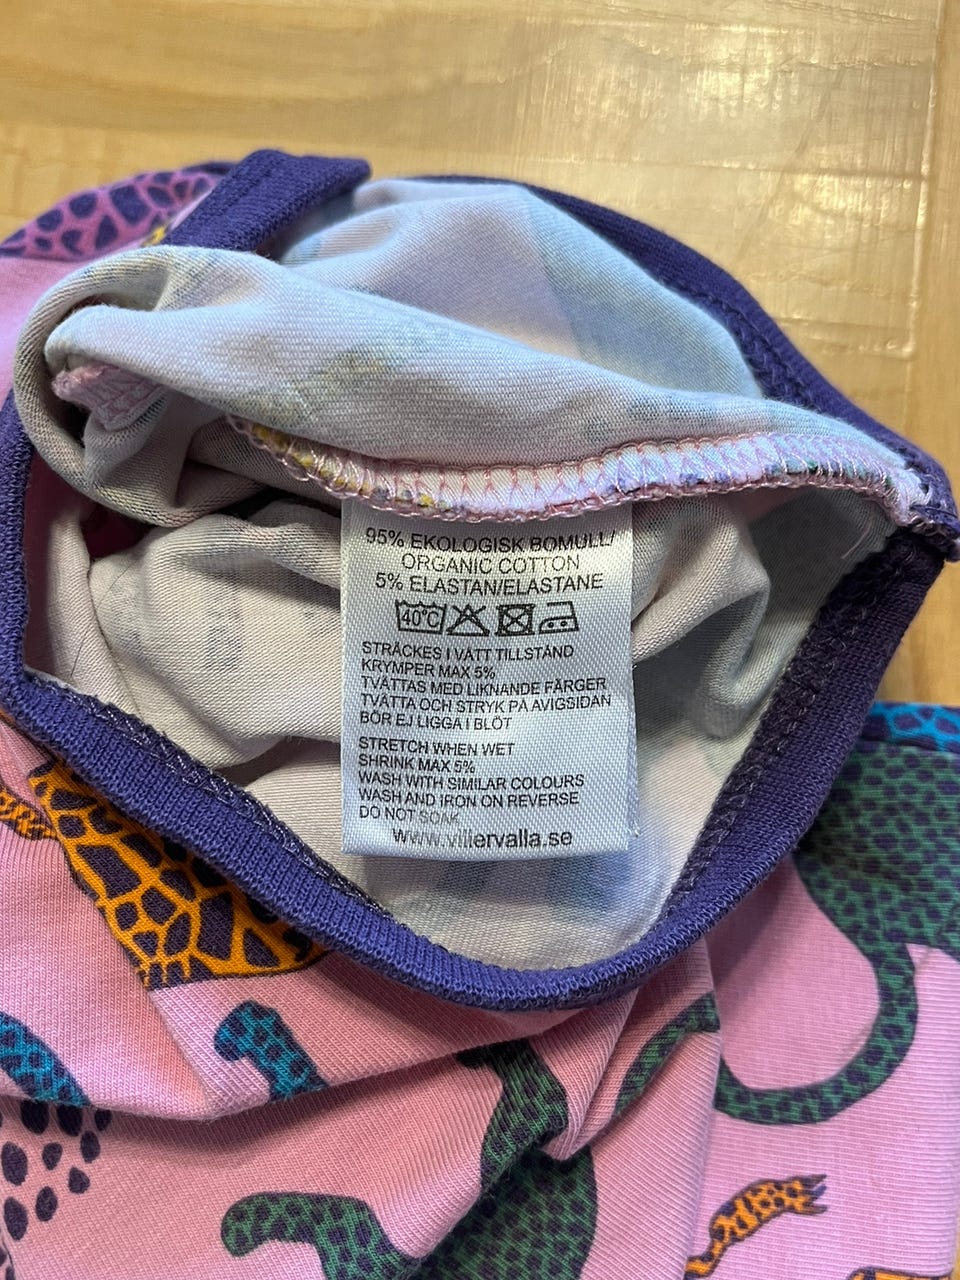 95% EKOLOGISK BOMULL/
ORGANIC COTTON
5% ELASTAN/ELASTANE
40°C
STRÄCKES I VÅTT TILLSTÅND
KRYMPER MAX 5%
TVÄTTAS MED LIKNANDE FÄRGER
TVÄTTA OCH STRYK PÅ AVIGSIDAN
BÖR EJ LIGGA I BLÖT
STRETCH WHEN WET
SHRINK MAX 5%
WASH WITH SIMILAR COLOURS
WASH AND IRON ON REVERSE
DO NOT SOAK
www.villervalla.se